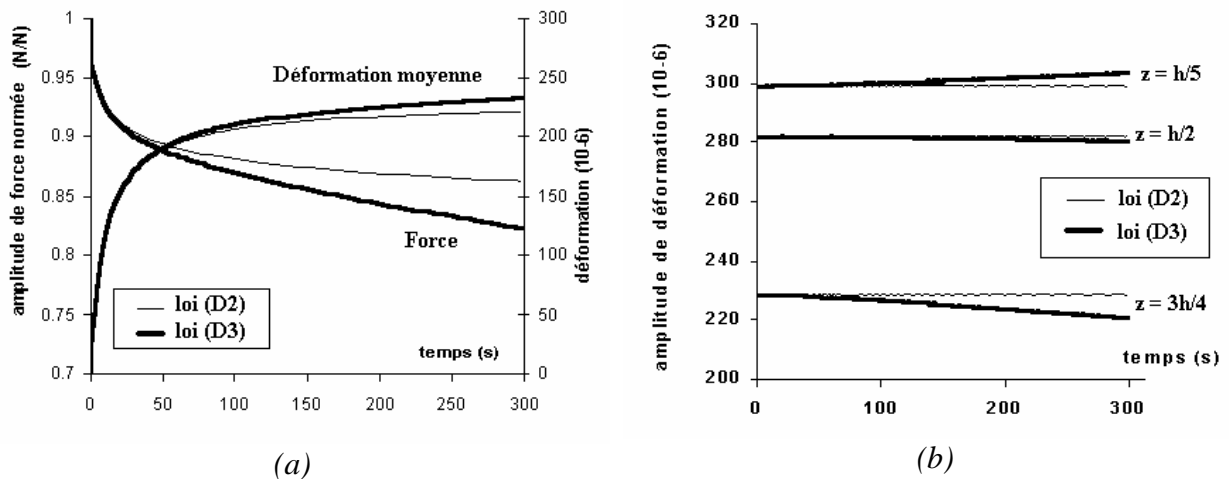 amplitude de force normée (N/N)
1
0.95
0.9
0.85
0.8
0.75
0.7
Déformation moyenne
Force
loi (D2)
loi (D3)
temps (s)
0
50
100
150
200
250
300
300
250
200
150
100
50
0
déformation (10-6)
(a)
amplitude de déformation (10-6)
320
300
280
260
240
220
200
z = h/5
z = h/2
loi (D2)
loi (D3)
z = 3h/4
temps (s)
0
100
200
300
(b)